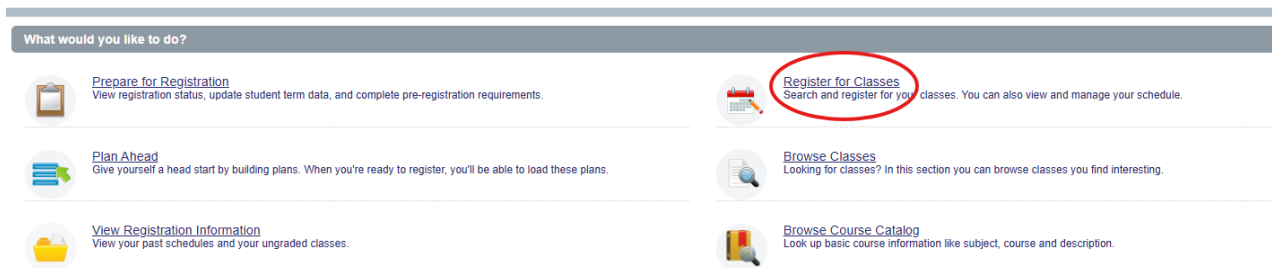 What would you like to do?
Prepare for Registration
View registration status, update student term data, and complete pre-registration requirements.
Register for Classes
Search and register for your classes. You can also view and manage your schedule.
Plan Ahead
Give yourself a head start by building plans. When you're ready to register, you'll be able to load these plans.
Browse Classes
Looking for classes? In this section you can browse classes you find interesting.
View Registration Information
View your past schedules and your ungraded classes.
Browse Course Catalog
Look up basic course information like subject, course and description.